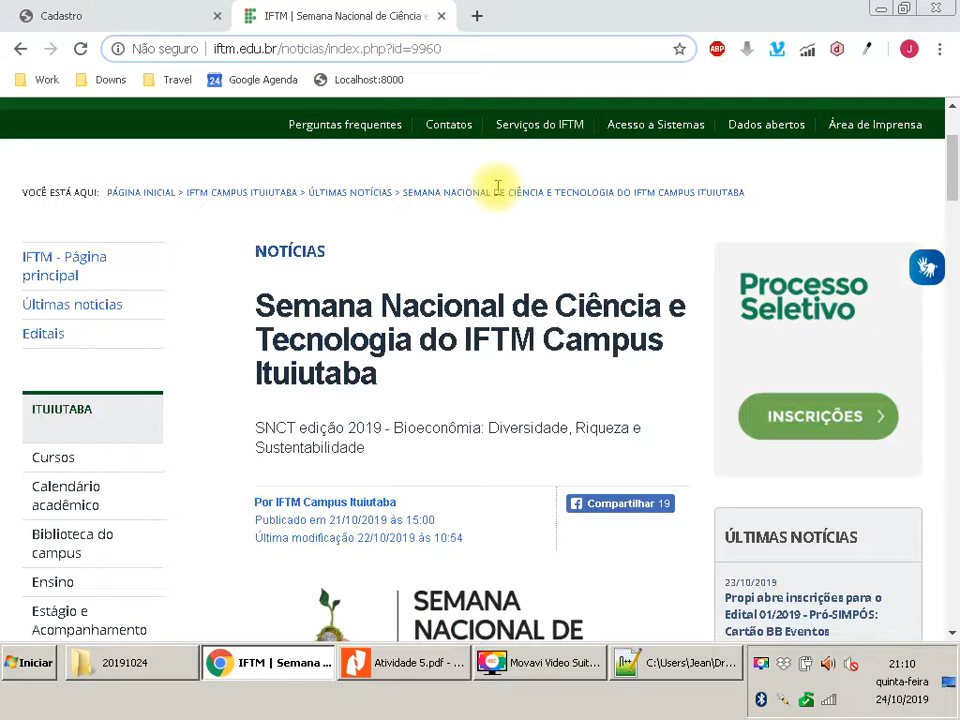 Cadastro
IFTM | Semana Nacional de Ciência e
Não seguro | iftm.edu.br/noticias/index.php?id=9960
ABP
J
Work
Downs
Travel
24 Google Agenda
Localhost:8000
Perguntas frequentes
Contatos
Serviços do IFTM
Acesso a Sistemas
Dados abertos
Área de Imprensa
VOCÊ ESTÁ AQUI: PÁGINA INICIAL > IFTM CAMPUS ITUIUTABA > ÚLTIMAS NOTÍCIAS > SEMANA NACIONAL DE CIÊNCIA E TECNOLOGIA DO IFTM CAMPUS ITUIUTABA
IFTM - Página
principal
Últimas notícias
Editais
ITUIUTABA
Cursos
Calendário
acadêmico
Biblioteca do
campus
Ensino
Estágio e
Acompanhamento
NOTÍCIAS
Semana Nacional de Ciência e
Tecnologia do IFTM Campus
Ituiutaba
SNCT edição 2019 - Bioeconômia: Diversidade, Riqueza e
Sustentabilidade
Por IFTM Campus Ituiutaba
Publicado em 21/10/2019 às 15:00
Última modificação 22/10/2019 às 10:54
Compartilhar 19
SEMANA
NACIONAL DE
Processo
Seletivo
INSCRIÇÕES
ÚLTIMAS NOTÍCIAS
23/10/2019
Propi abre inscrições para o
Edital 01/2019 - Pró-SIMPÓS:
Cartão BB Eventos
Iniciar
20191024
IFTM | Semana ...
Atividade 5.pdf - ...
Movavi Video Suit...
C:\Users\Jean\Dr...
21:10
quinta-feira
24/10/2019